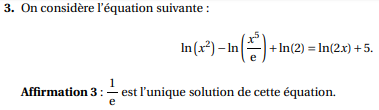 3. On considère l'équation suivante :
ln(x²) − ln(x⁵/e) + ln(2) = ln(2x) + 5.
Affirmation 3 : 1/e est l'unique solution de cette équation.